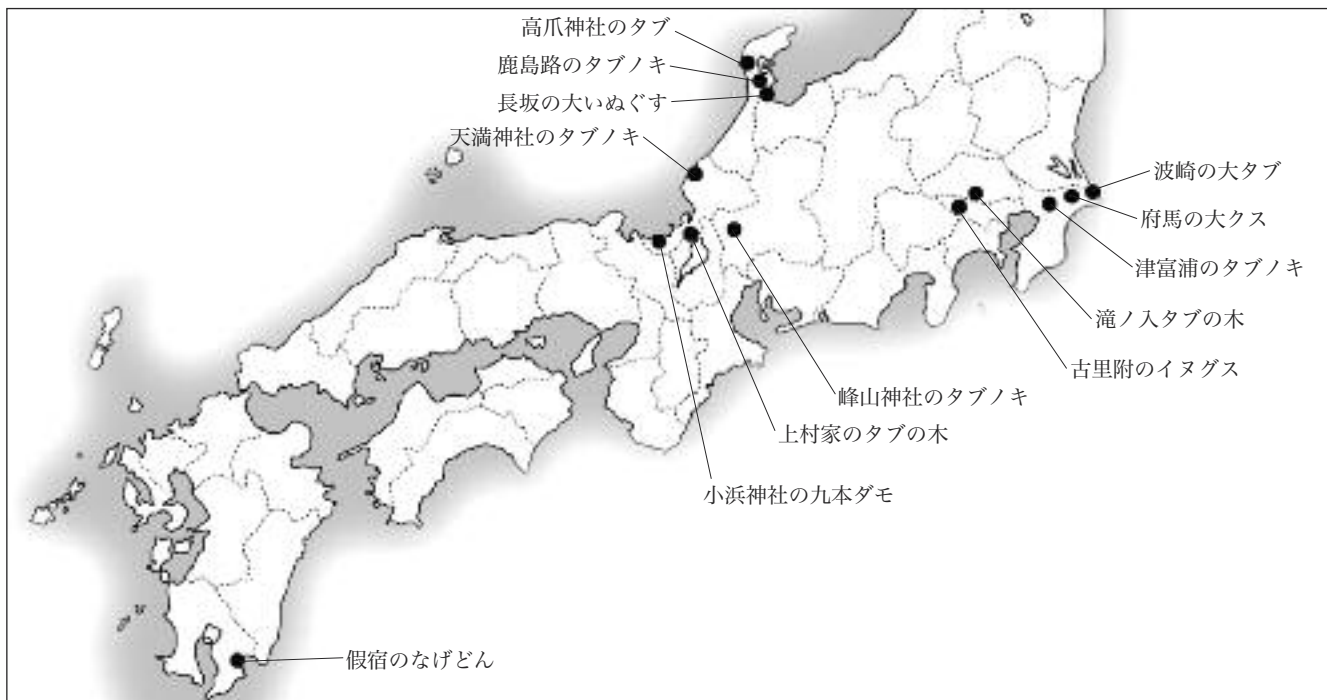 高爪神社のタブ
鹿島路のタブノキ
長坂の大いぬぐす
天満神社のタブノキ
波崎の大タブ
府馬の大クス
津富浦のタブノキ
滝ノ入タブの木
古里附のイヌグス
峰山神社のタブノキ
上村家のタブの木
小浜神社の九本ダモ
假宿のなげどん